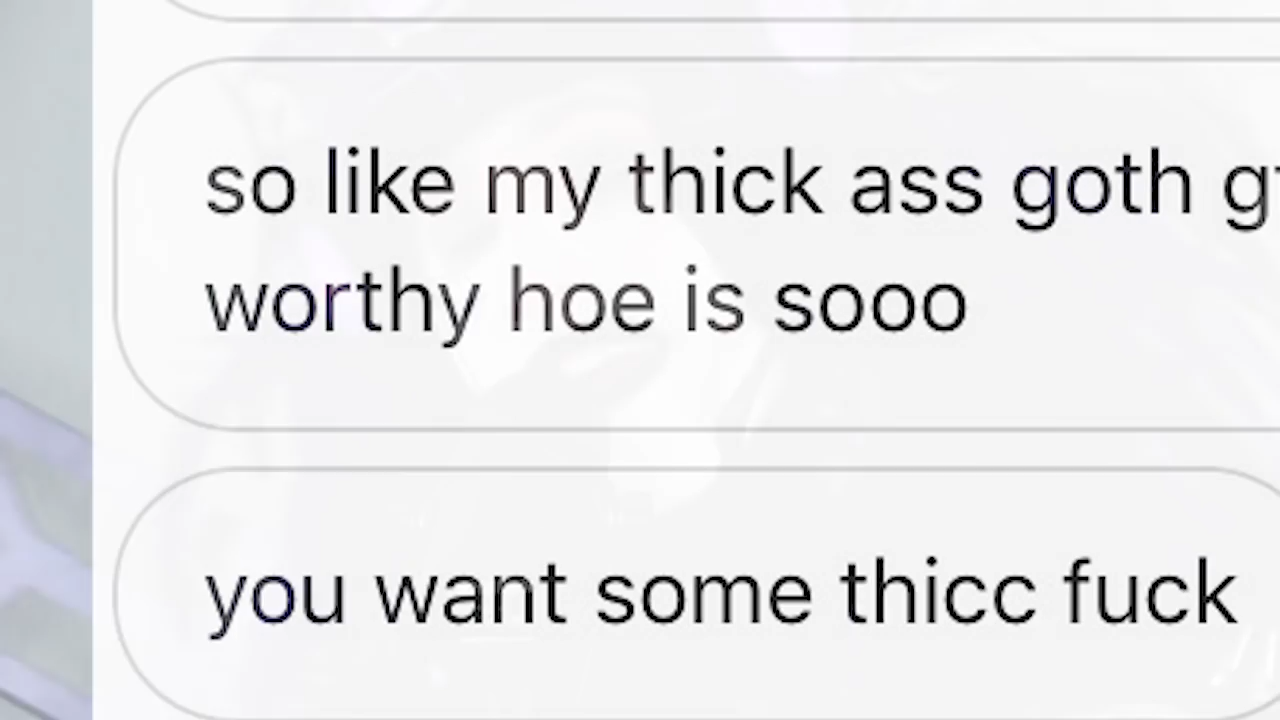 so like my thick ass goth
worthy hoe is sooo
you want some thicc fuck